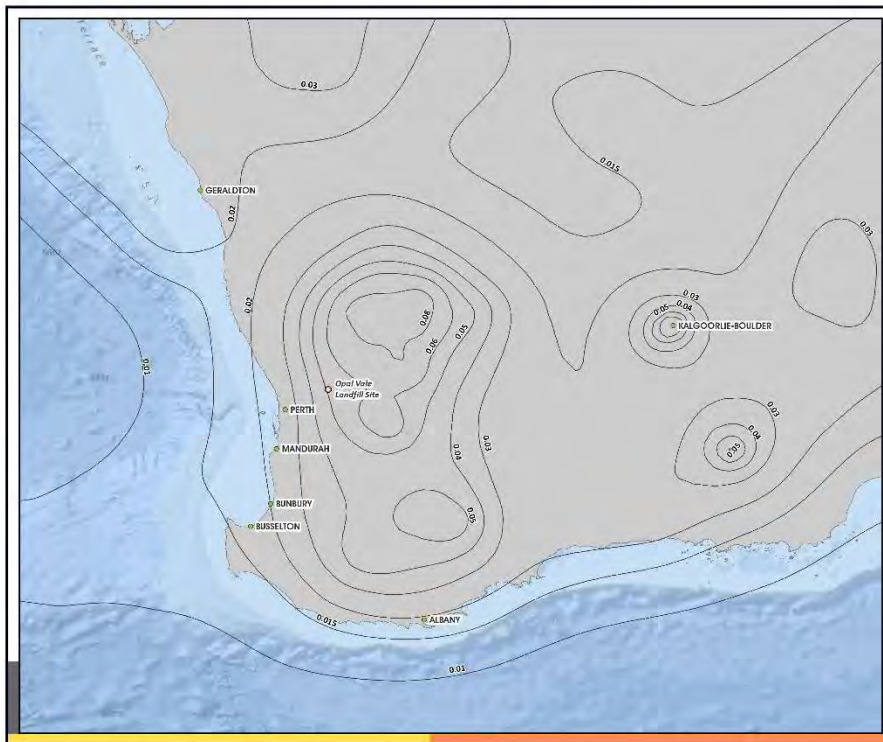 Terrace
0.03
0.015
GERALDTON
0.02
0.03
0.02
0.03
0.04
0.05
KALGOORLIE-BOULDER
0.08
0.05
0.06
0.01
Opal Vale
Landfill Site
PERTH
0.03
0.04
0.03
0.04
0.05
MANDURAH
BUNBURY
0.05
BUSSELTON
0.015
ALBANY
0.01